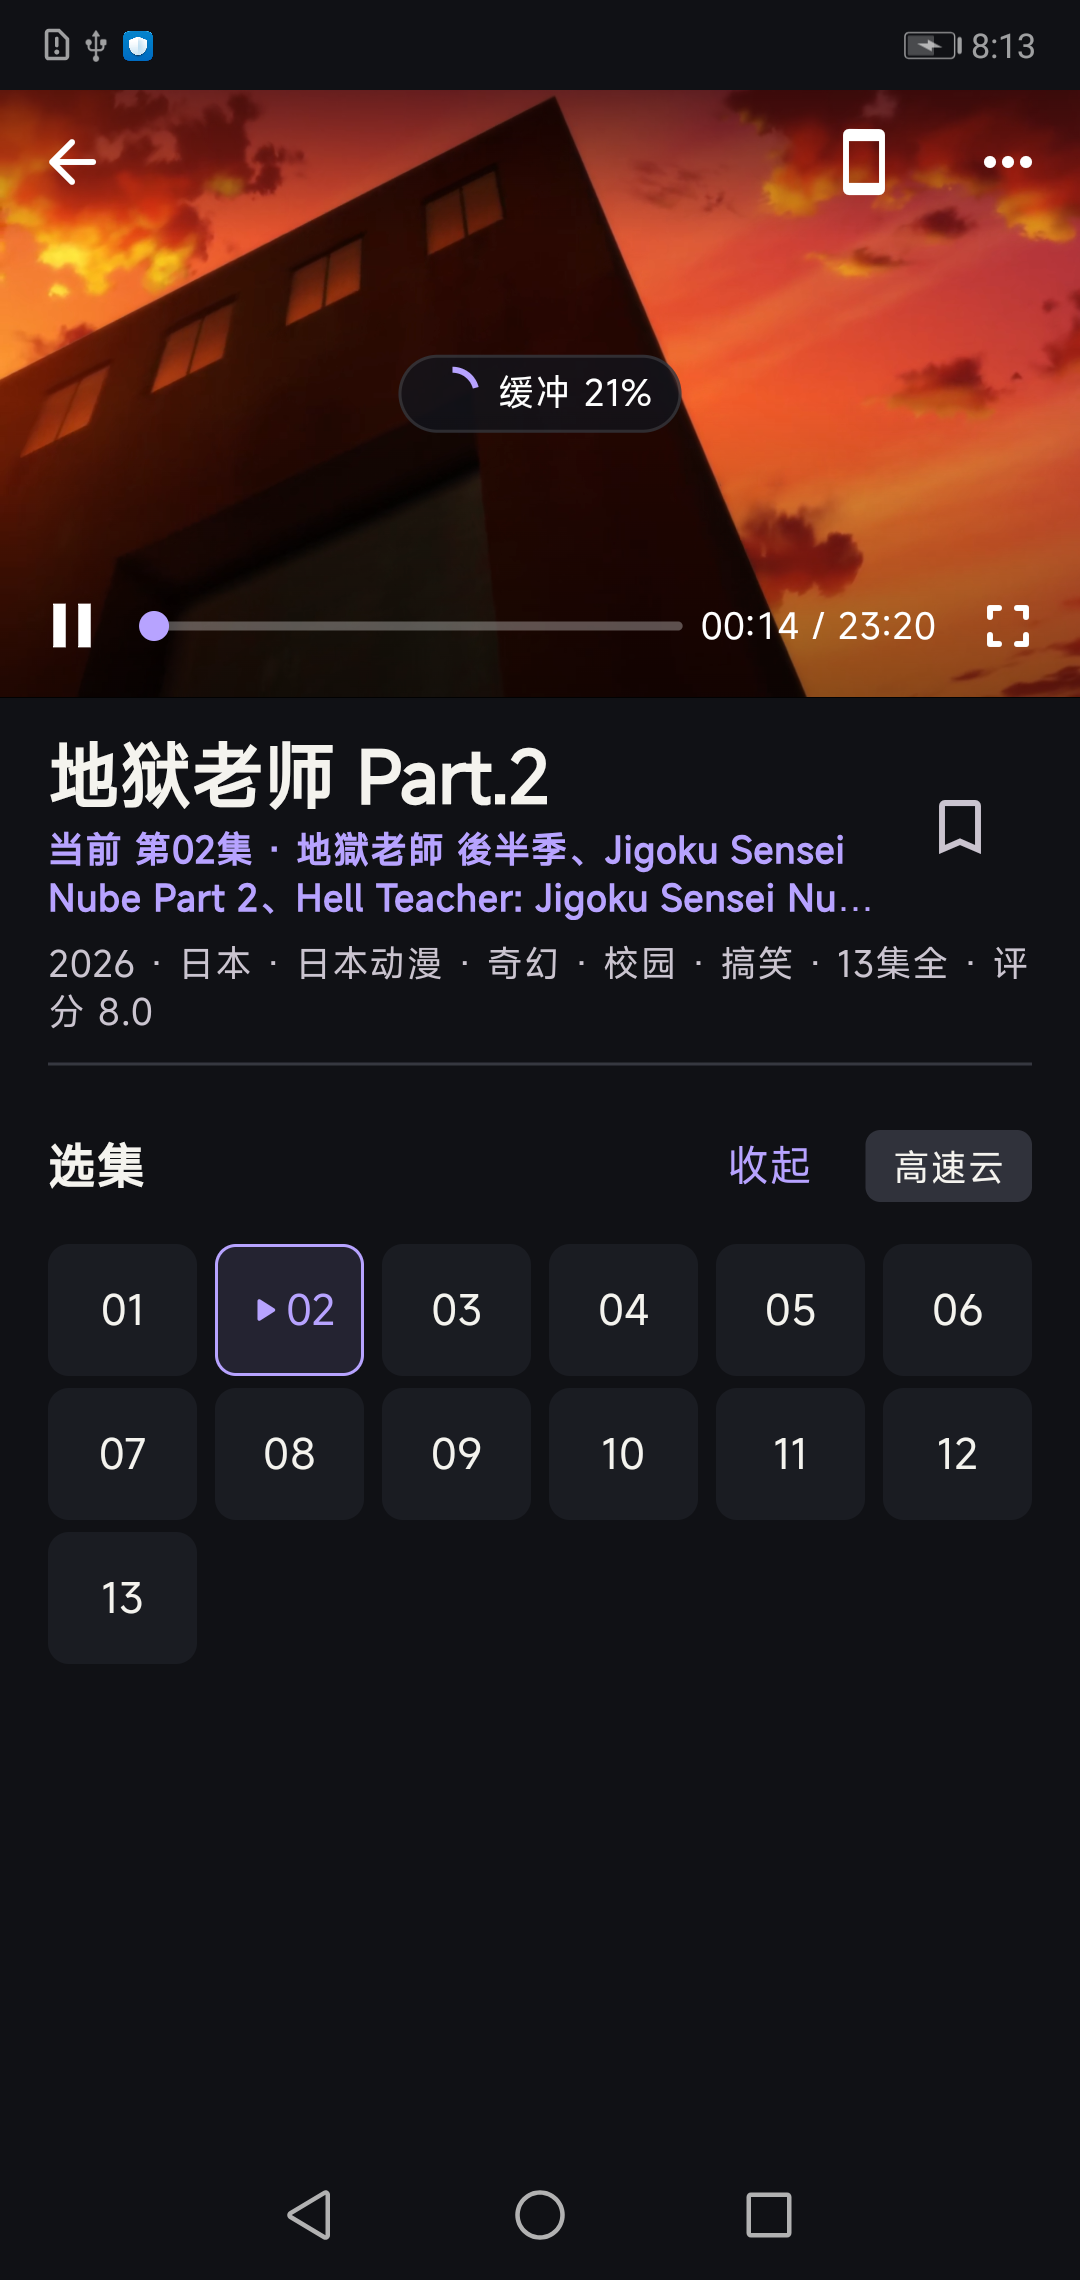 8:13
缓冲 21%
00:14 / 23:20
地狱老师 Part.2
当前 第02集 · 地獄老師 後半季、Jigoku Sensei
Nube Part 2、Hell Teacher: Jigoku Sensei Nu...
2026 · 日本 · 日本动漫 · 奇幻 · 校园 · 搞笑 · 13集全 · 评
分 8.0
选集 收起 高速云
01 02 03 04 05 06
07 08 09 10 11 12
13